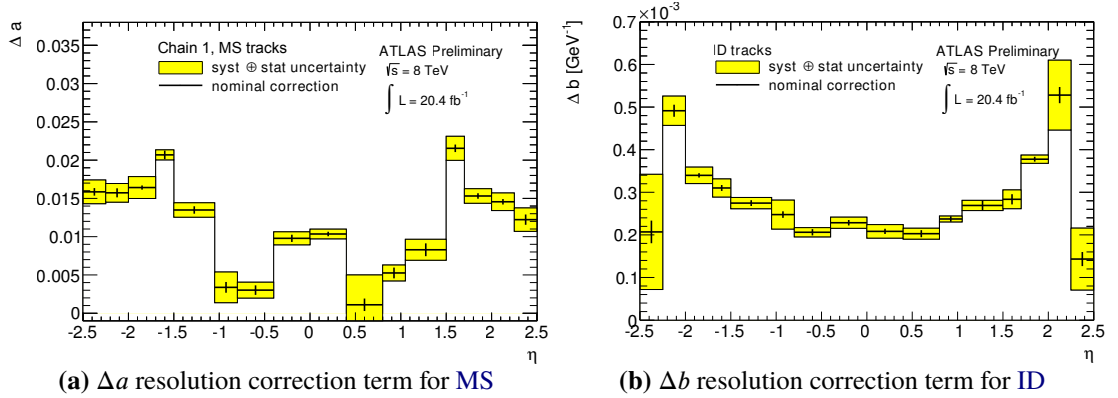 Δ a
0.035
0.03
0.025
0.02
0.015
0.01
0.005
0
-2.5 -2 -1.5 -1 -0.5 0 0.5 1 1.5 2 2.5
η
Chain 1, MS tracks
syst ⊕ stat uncertainty
nominal correction
ATLAS Preliminary
√s = 8 TeV
∫ L = 20.4 fb⁻¹
(a) Δa resolution correction term for MS
Δ b [GeV⁻¹]
×10⁻³
0.7
0.6
0.5
0.4
0.3
0.2
0.1
0
-2.5 -2 -1.5 -1 -0.5 0 0.5 1 1.5 2 2.5
η
ID tracks
syst ⊕ stat uncertainty
nominal correction
ATLAS Preliminary
√s = 8 TeV
∫ L = 20.4 fb⁻¹
(b) Δb resolution correction term for ID